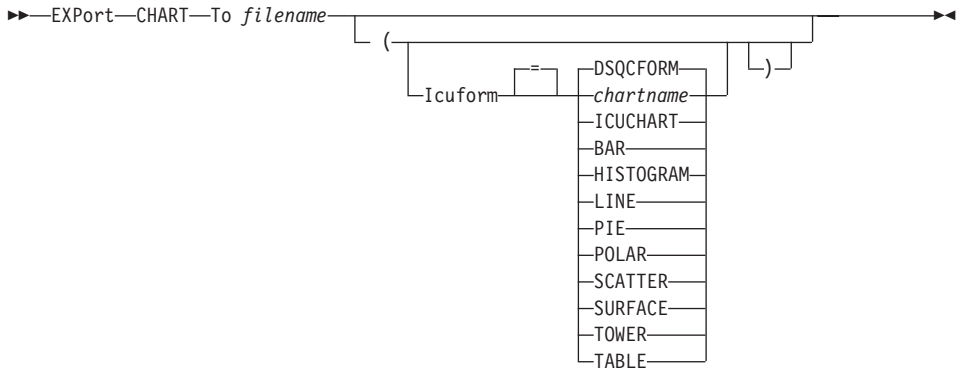 EXPort CHART To filename
(
)
= DSQCFORM
Icuform chartname
ICUCHART
BAR
HISTOGRAM
LINE
PIE
POLAR
SCATTER
SURFACE
TOWER
TABLE